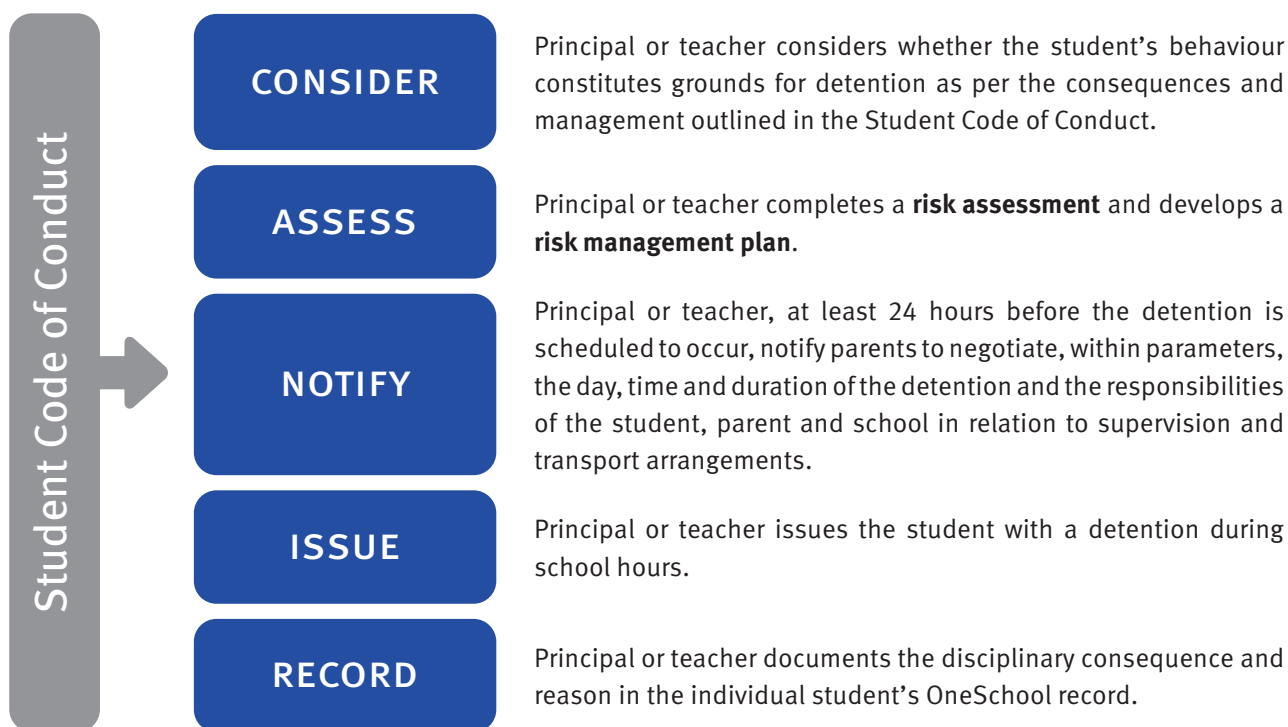 Student Code of Conduct
CONSIDER
Principal or teacher considers whether the student’s behaviour
constitutes grounds for detention as per the consequences and
management outlined in the Student Code of Conduct.
ASSESS
Principal or teacher completes a risk assessment and develops a
risk management plan.
NOTIFY
Principal or teacher, at least 24 hours before the detention is
scheduled to occur, notify parents to negotiate, within parameters,
the day, time and duration of the detention and the responsibilities
of the student, parent and school in relation to supervision and
transport arrangements.
ISSUE
Principal or teacher issues the student with a detention during
school hours.
RECORD
Principal or teacher documents the disciplinary consequence and
reason in the individual student’s OneSchool record.